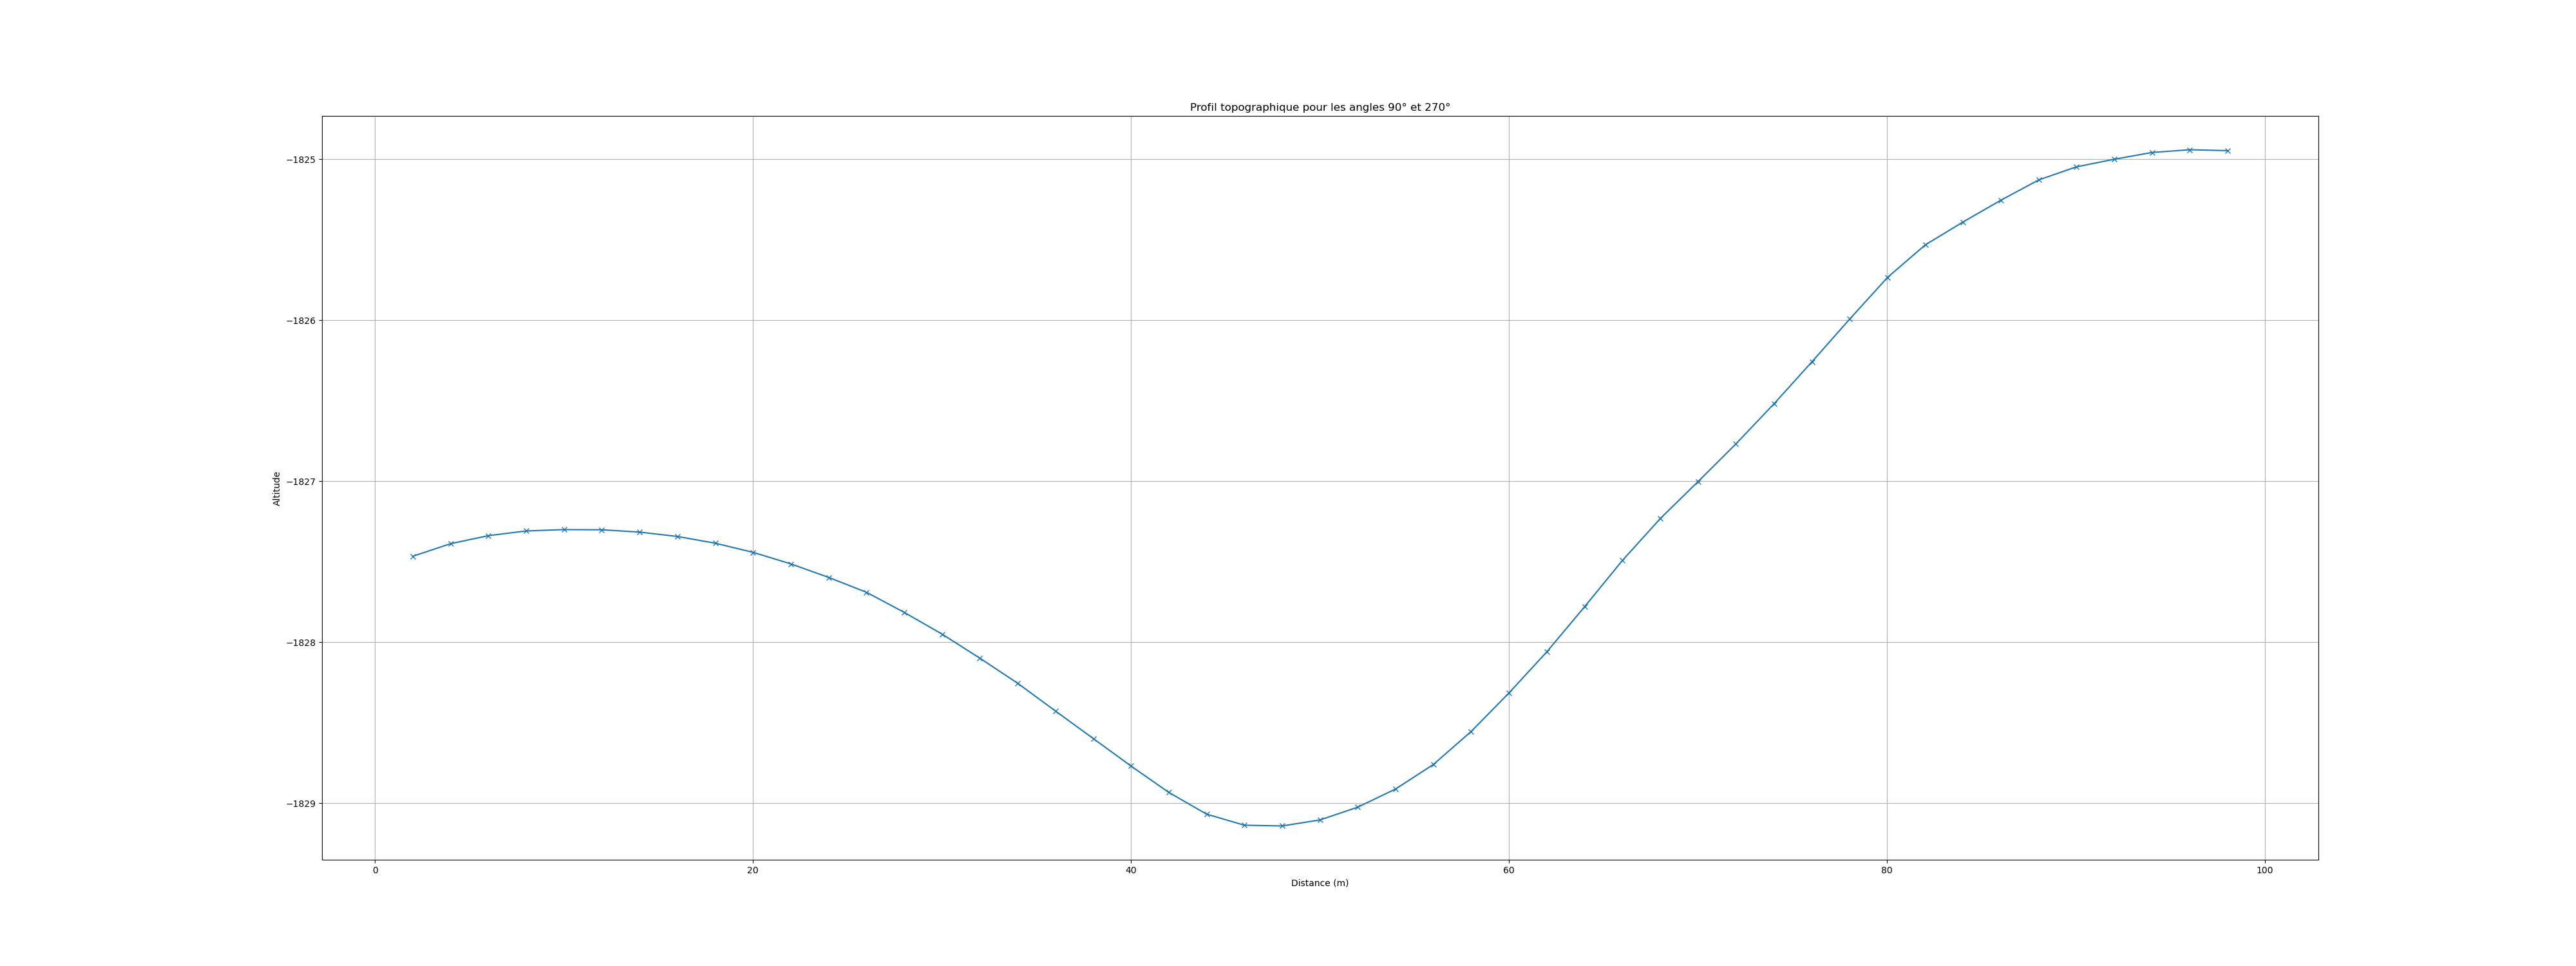 Profil topographique pour les angles 90° et 270°
Altitude
−1825
−1826
−1827
−1828
−1829
0 20 40 60 80 100
Distance (m)